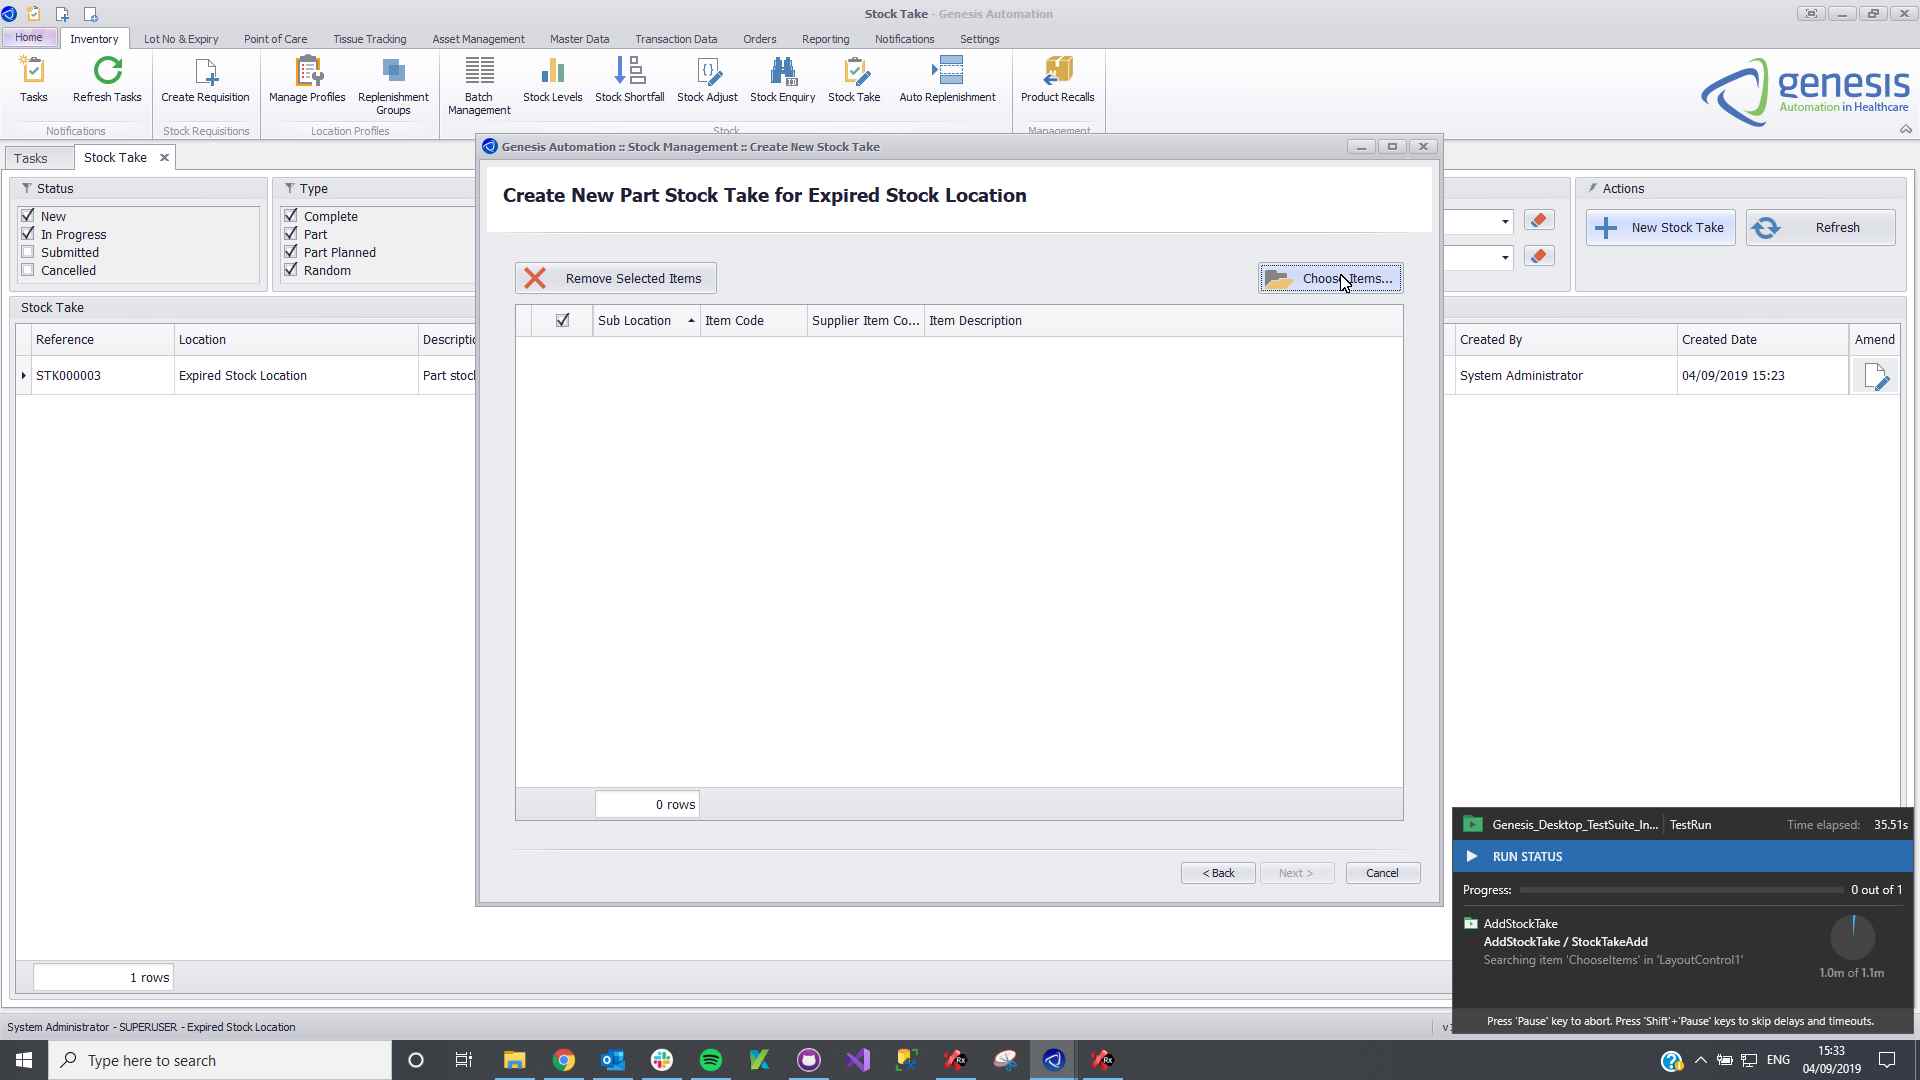 Stock Take - Genesis Automation
Home
Inventory
Lot No & Expiry
Point of Care
Tissue Tracking
Asset Management
Master Data
Transaction Data
Orders
Reporting
Notifications
Settings
Tasks
Refresh Tasks
Create Requisition
Manage Profiles
Replenishment
Groups
Batch
Management
Stock Levels
Stock Shortfall
Stock Adjust
Stock Enquiry
Stock Take
Auto Replenishment
Product Recalls
genesis
Automation in Healthcare
Notifications
Stock Requisitions
Location Profiles
Stock
Management
Tasks
Stock Take
Genesis Automation :: Stock Management :: Create New Stock Take
Create New Part Stock Take for Expired Stock Location
Status
New
In Progress
Submitted
Cancelled
Type
Complete
Part
Part Planned
Random
Actions
New Stock Take
Refresh
Remove Selected Items
Choose Items...
Stock Take
Sub Location
Item Code
Supplier Item Co...
Item Description
Reference
Location
Created By
Created Date
Amend
STK000003
Expired Stock Location
Part
System Administrator
04/09/2019 15:23
0 rows
< Back
Next >
Cancel
1 rows
Genesis_Desktop_TestSuite_In...
TestRun
Time elapsed: 35.51s
RUN STATUS
Progress:
0 out of 1
AddStockTake
AddStockTake / StockTakeAdd
Searching item 'ChooseItems' in 'LayoutControl1'
1.0m of 1.1m
Press 'Pause' key to abort. Press 'Shift'+'Pause' keys to skip delays and timeouts.
System Administrator - SUPERUSER - Expired Stock Location
Type here to search
ENG
15:33
04/09/2019